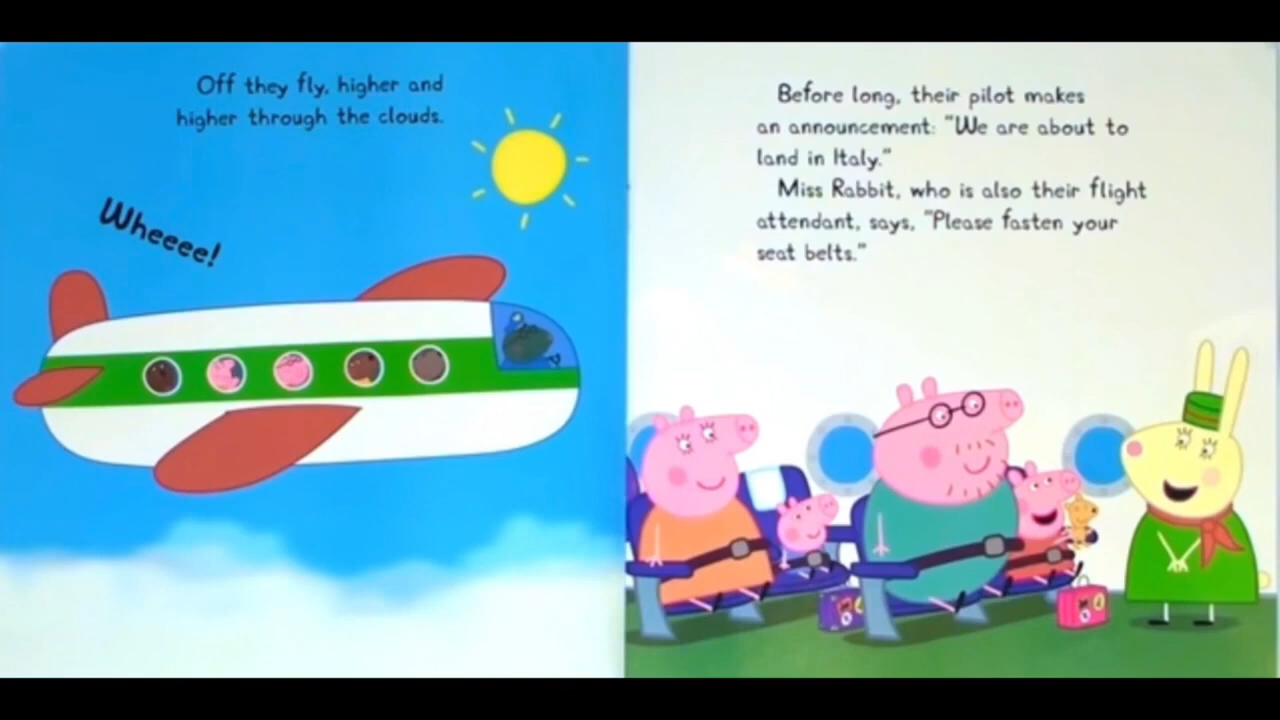 Off they fly, higher and
higher through the clouds.
Wheeee!
Before long, their pilot makes
an announcement: "We are about to
land in Italy."
Miss Rabbit, who is also their flight
attendant, says, "Please fasten your
seat belts."